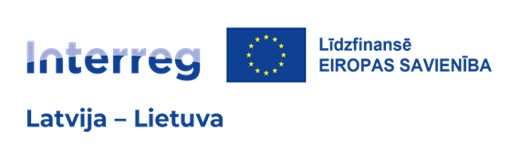 Interreg
Līdzfinansē
EIROPAS SAVIENĪBA
Latvija – Lietuva